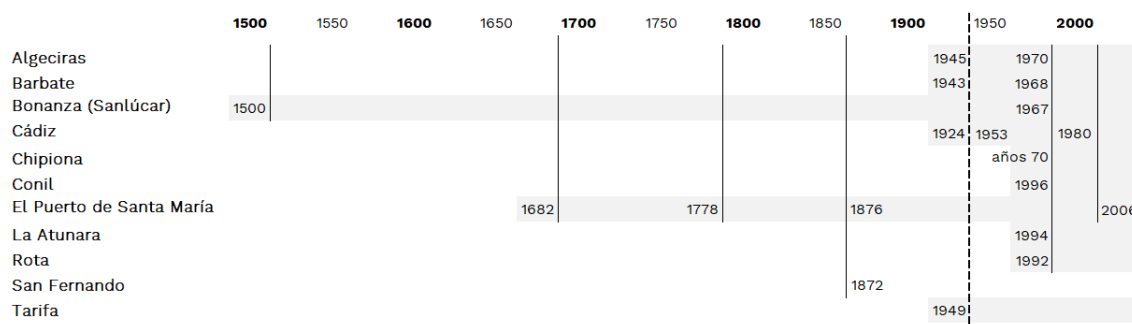 1500 1550 1600 1650 1700 1750 1800 1850 1900 1950 2000
Algeciras 1945 1970
Barbate 1943 1968
Bonanza (Sanlúcar) 1500 1967
Cádiz 1924 1953 1980
Chipiona años 70
Conil 1996
El Puerto de Santa María 1682 1778 1876 2006
La Atunara 1994
Rota 1992
San Fernando 1872
Tarifa 1949